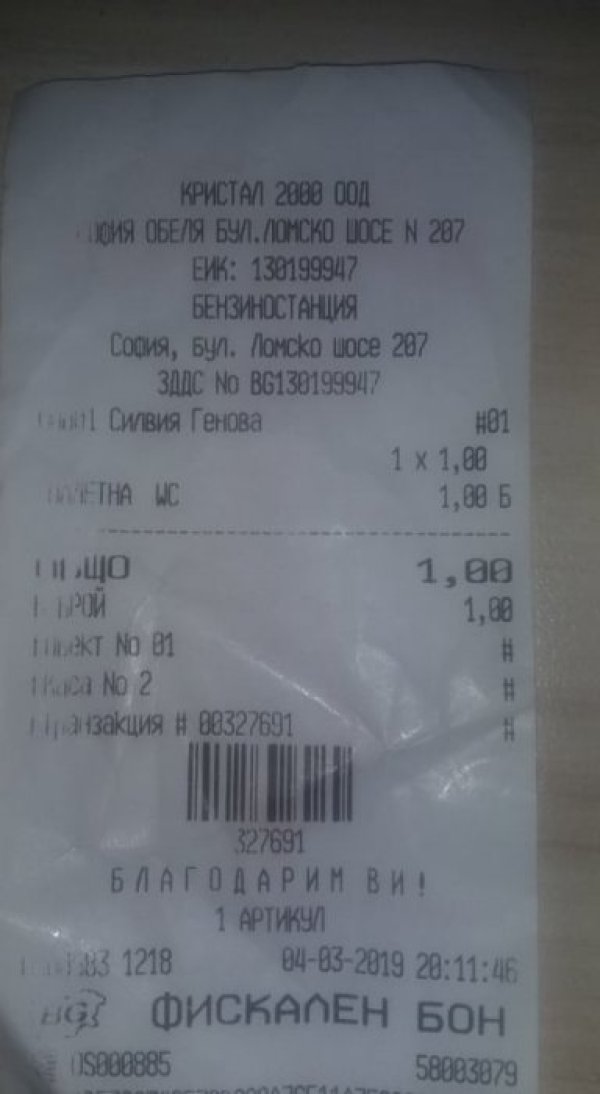 КРИСТАЛ 2000 ООД
ОБЕЛЯ БУЛ.ЛОМСКО ШОСЕ N 207
ЕИК: 130199947
БЕНЗИНОСТАНЦИЯ
София, бул. Ломско шосе 207
ЗДДС No BG130199947
Силвия Генова #01
1 x 1,00
WC 1,00 Б
1,00
1,00
No 01 #
No 2 #
# 00327691 #
327691
БЛАГОДАРИМ ВИ!
1 АРТИКУЛ
1218 04-03-2019 20:11:46
ФИСКАЛЕН БОН
58003079